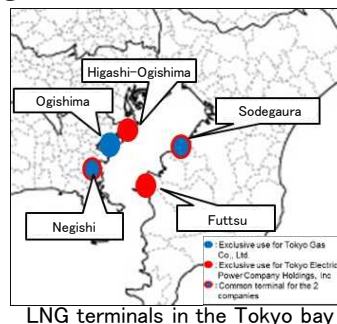 Higashi-Ogishima
Ogishima
Sodegaura
Negishi
Futtsu
: Exclusive use for Tokyo Gas
Co., Ltd.
: Exclusive use for Tokyo Electric
Power Company Holdings, Inc
: Common terminal for the 2
companies
LNG terminals in the Tokyo bay